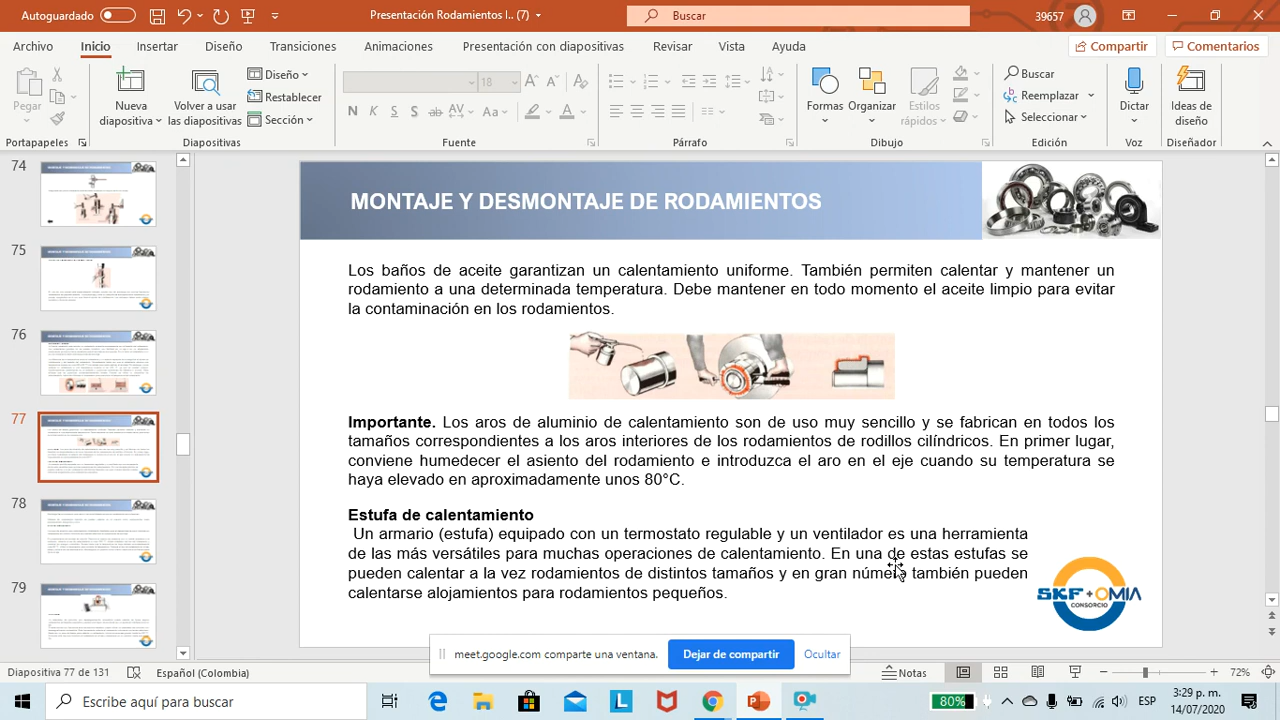 Autoguardado
Presentación Rodamientos I.. (7)
Buscar
39657
Archivo Inicio Insertar Diseño Transiciones Animaciones Presentación con diapositivas Revisar Vista Ayuda
Compartir Comentarios
Pegar
Nueva diapositiva
Volver a usar las diapositivas
Diseño
Restablecer
Sección
18
N K S S ab AV Aa A
Formas
Organizar
Estilos rápidos
Buscar
Reemplazar
Seleccionar
Dictar
Ideas de diseño
Portapapeles Diapositivas Fuente Párrafo Dibujo Edición Voz Diseñador
74
75
76
77
78
79
MONTAJE Y DESMONTAJE DE RODAMIENTOS
Los baños de aceite garantizan un calentamiento uniforme. También permiten calentar y mantener un
rodamiento a una determinada temperatura. Debe mantener en todo momento el aceite limpio para evitar
la contaminación en los rodamientos.
Importante: Los aros de aluminio de calentamiento son de uso muy sencillo y se fabrican en todos los
tamaños correspondientes a los aros interiores de los rodamientos de rodillos cilíndricos. En primer lugar,
conviene humedecer el asiento del rodamiento e introduzca el aro en el eje cuando su temperatura se
haya elevado en aproximadamente unos 80°C.
Estufa de calentamiento
Un armario (estufa) equipado con un termostato regulable y un ventilador es una herramienta
de las más versátiles para muchas operaciones de calentamiento. En una de estas estufas se
pueden calentar a la vez rodamientos de distintos tamaños y en gran número también pueden
calentarse alojamientos para rodamientos pequeños.
SKF + OMIA
CONSORCIO
meet.google.com comparte una ventana.
Dejar de compartir
Ocultar
Diapositiva 77 de 131
Español (Colombia)
Notas
72%
Escribe aquí para buscar
80%
ESP
3:29 p. m.
14/07/2020